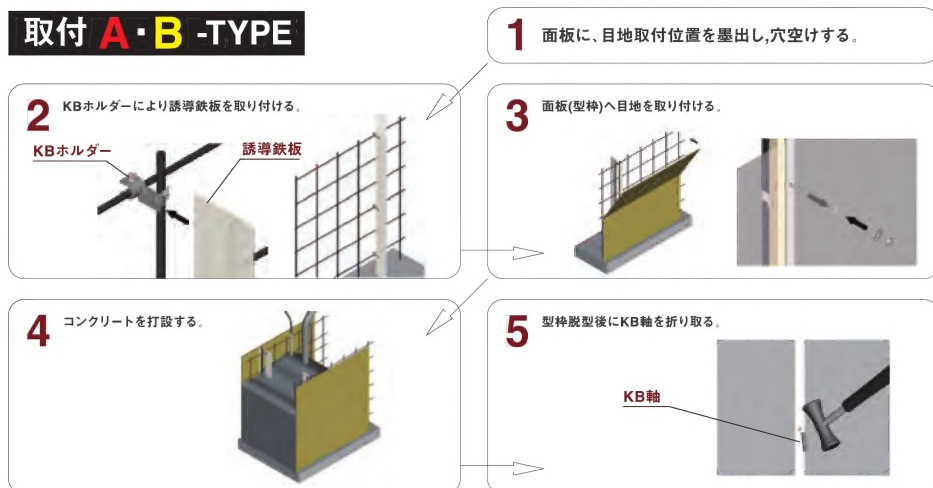 取付 A・B -TYPE
1 面板に、目地取付位置を墨出し,穴空けする。
2 KBホルダーにより誘導鉄板を取り付ける。
KBホルダー
誘導鉄板
3 面板(型枠)へ目地を取り付ける。
4 コンクリートを打設する。
5 型枠脱型後にKB軸を折り取る。
KB軸